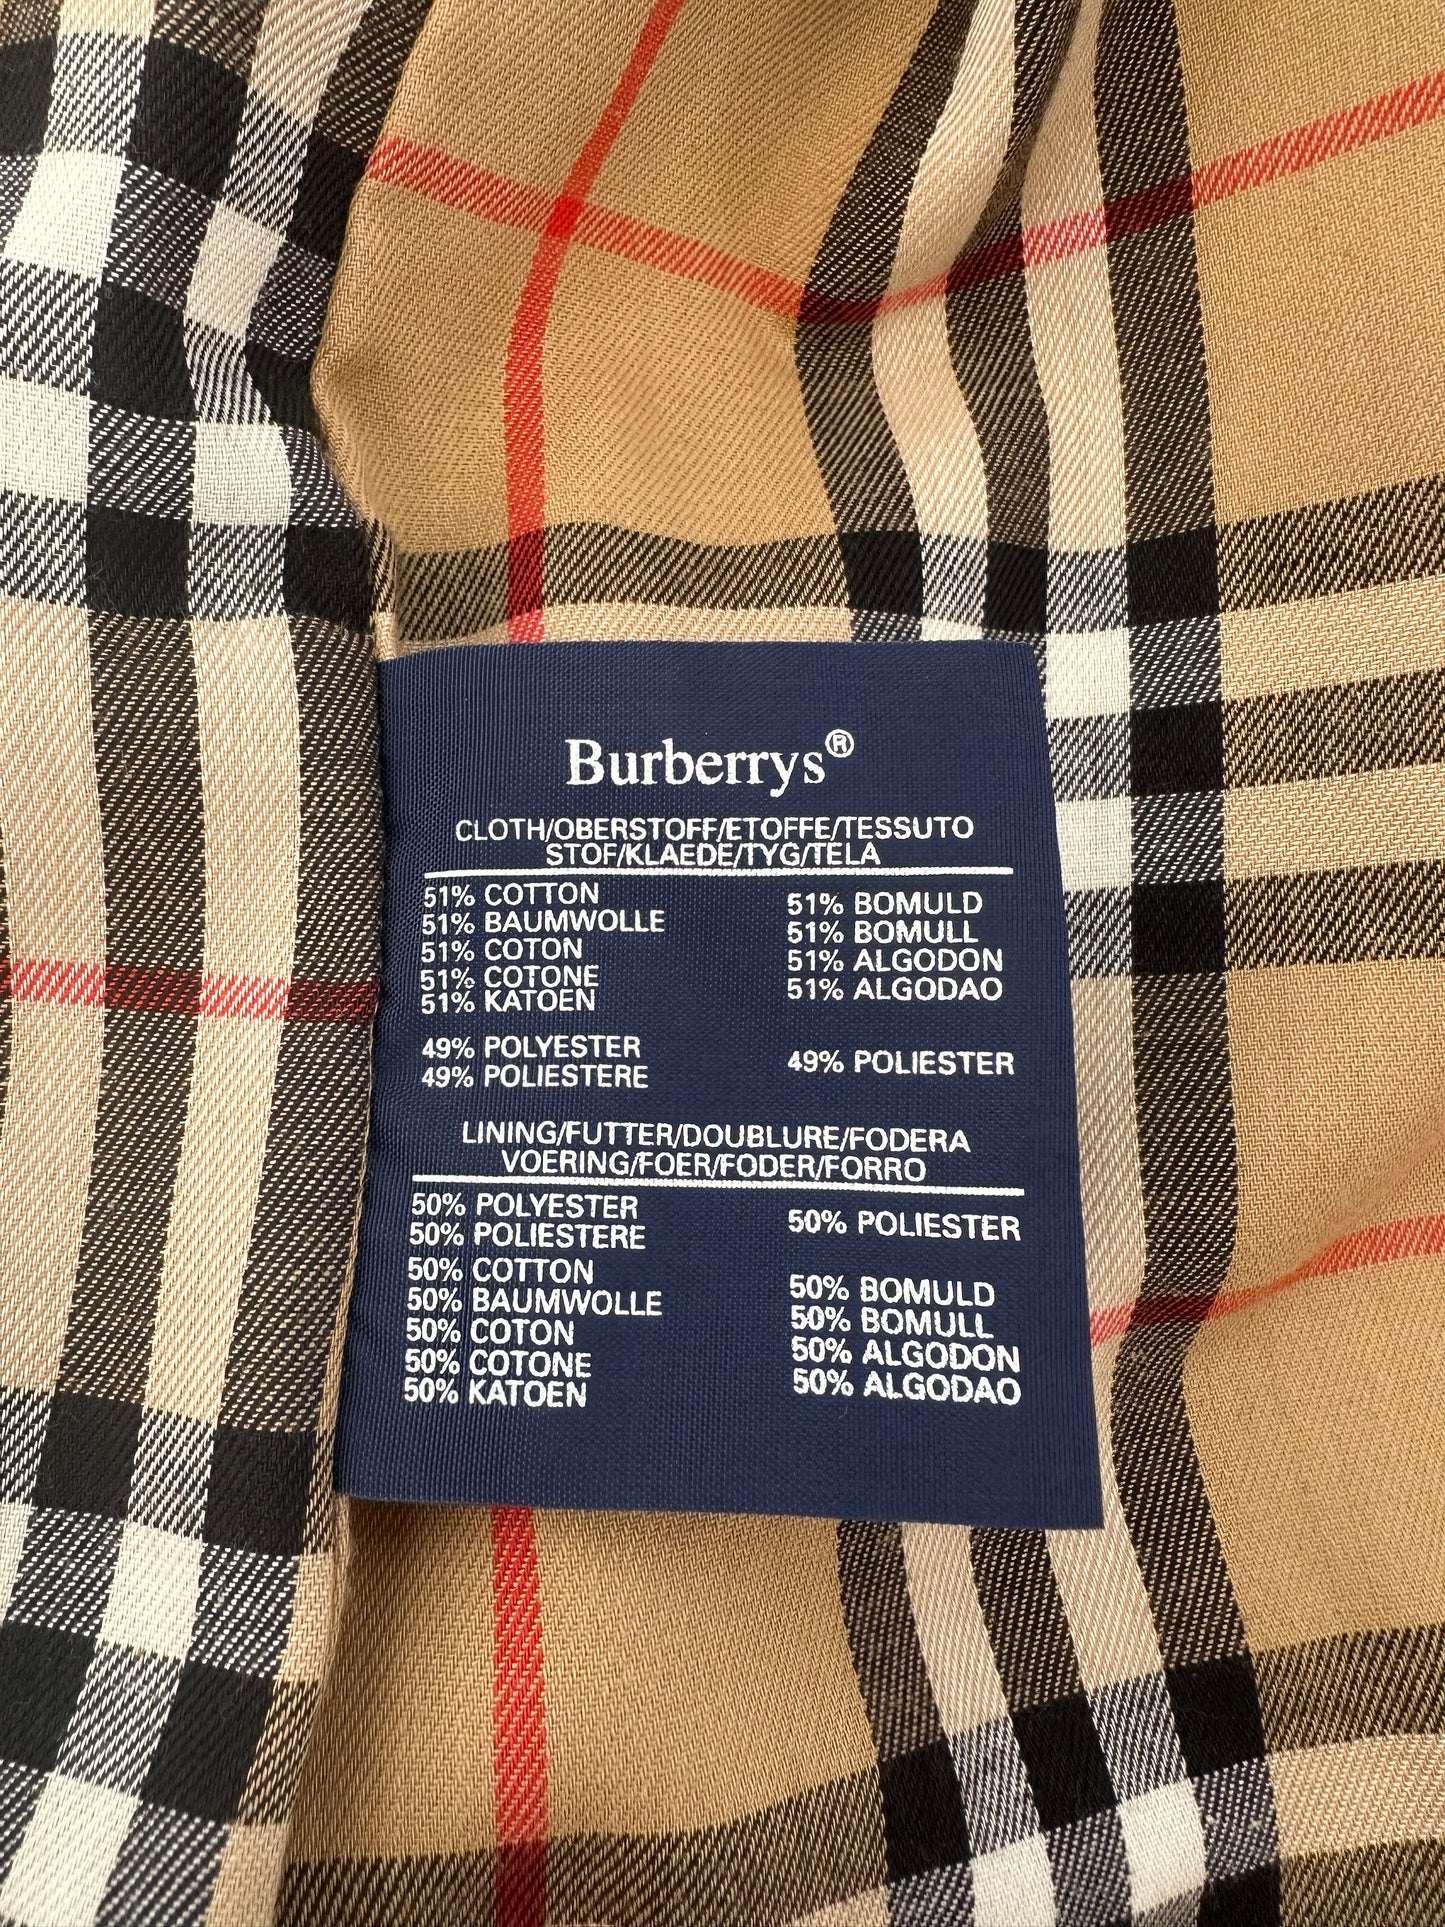 Burberrys®
CLOTH/OBERSTOFF/ETOFFE/TESSUTO
STOF/KLAEDE/TYG/TELA
51% COTTON
51% BAUMWOLLE
51% COTON
51% COTONE
51% KATOEN
51% BOMULD
51% BOMULL
51% ALGODON
51% ALGODAO
49% POLYESTER
49% POLIESTERE
49% POLIESTER
LINING/FUTTER/DOUBLURE/FODERA
VOERING/FOER/FODER/FORRO
50% POLYESTER
50% POLIESTERE
50% POLIESTER
50% COTTON
50% BAUMWOLLE
50% COTON
50% COTONE
50% KATOEN
50% BOMULD
50% BOMULL
50% ALGODON
50% ALGODAO